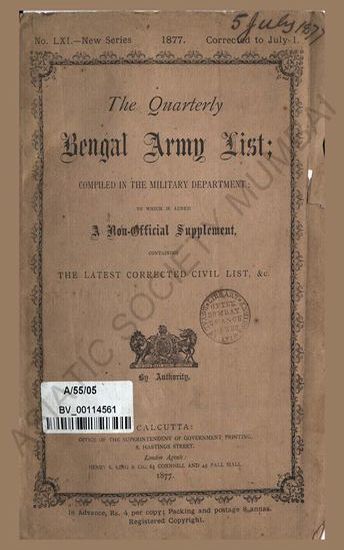 5 July 1877
No. LXI.—New Series 1877. Corrected to July 1.
The Quarterly
Bengal Army List;
COMPILED IN THE MILITARY DEPARTMENT:
TO WHICH IS ADDED
A Non-Official Supplement,
CONTAINING
THE LATEST CORRECTED CIVIL LIST, &c.
LIBRARY
BOMBAY
By Authority.
A/55/05
BV_00114561
CALCUTTA:
OFFICE OF THE SUPERINTENDENT OF GOVERNMENT PRINTING,
8, HASTINGS STREET.
London Agents:
HENRY S. KING & CO., 65 CORNHILL AND 45 PALL MALL.
1877.
In Advance, Rs. 4 per copy; Packing and postage 8 annas.
Registered Copyright.
ASIATIC SOCIETY MUMBAI